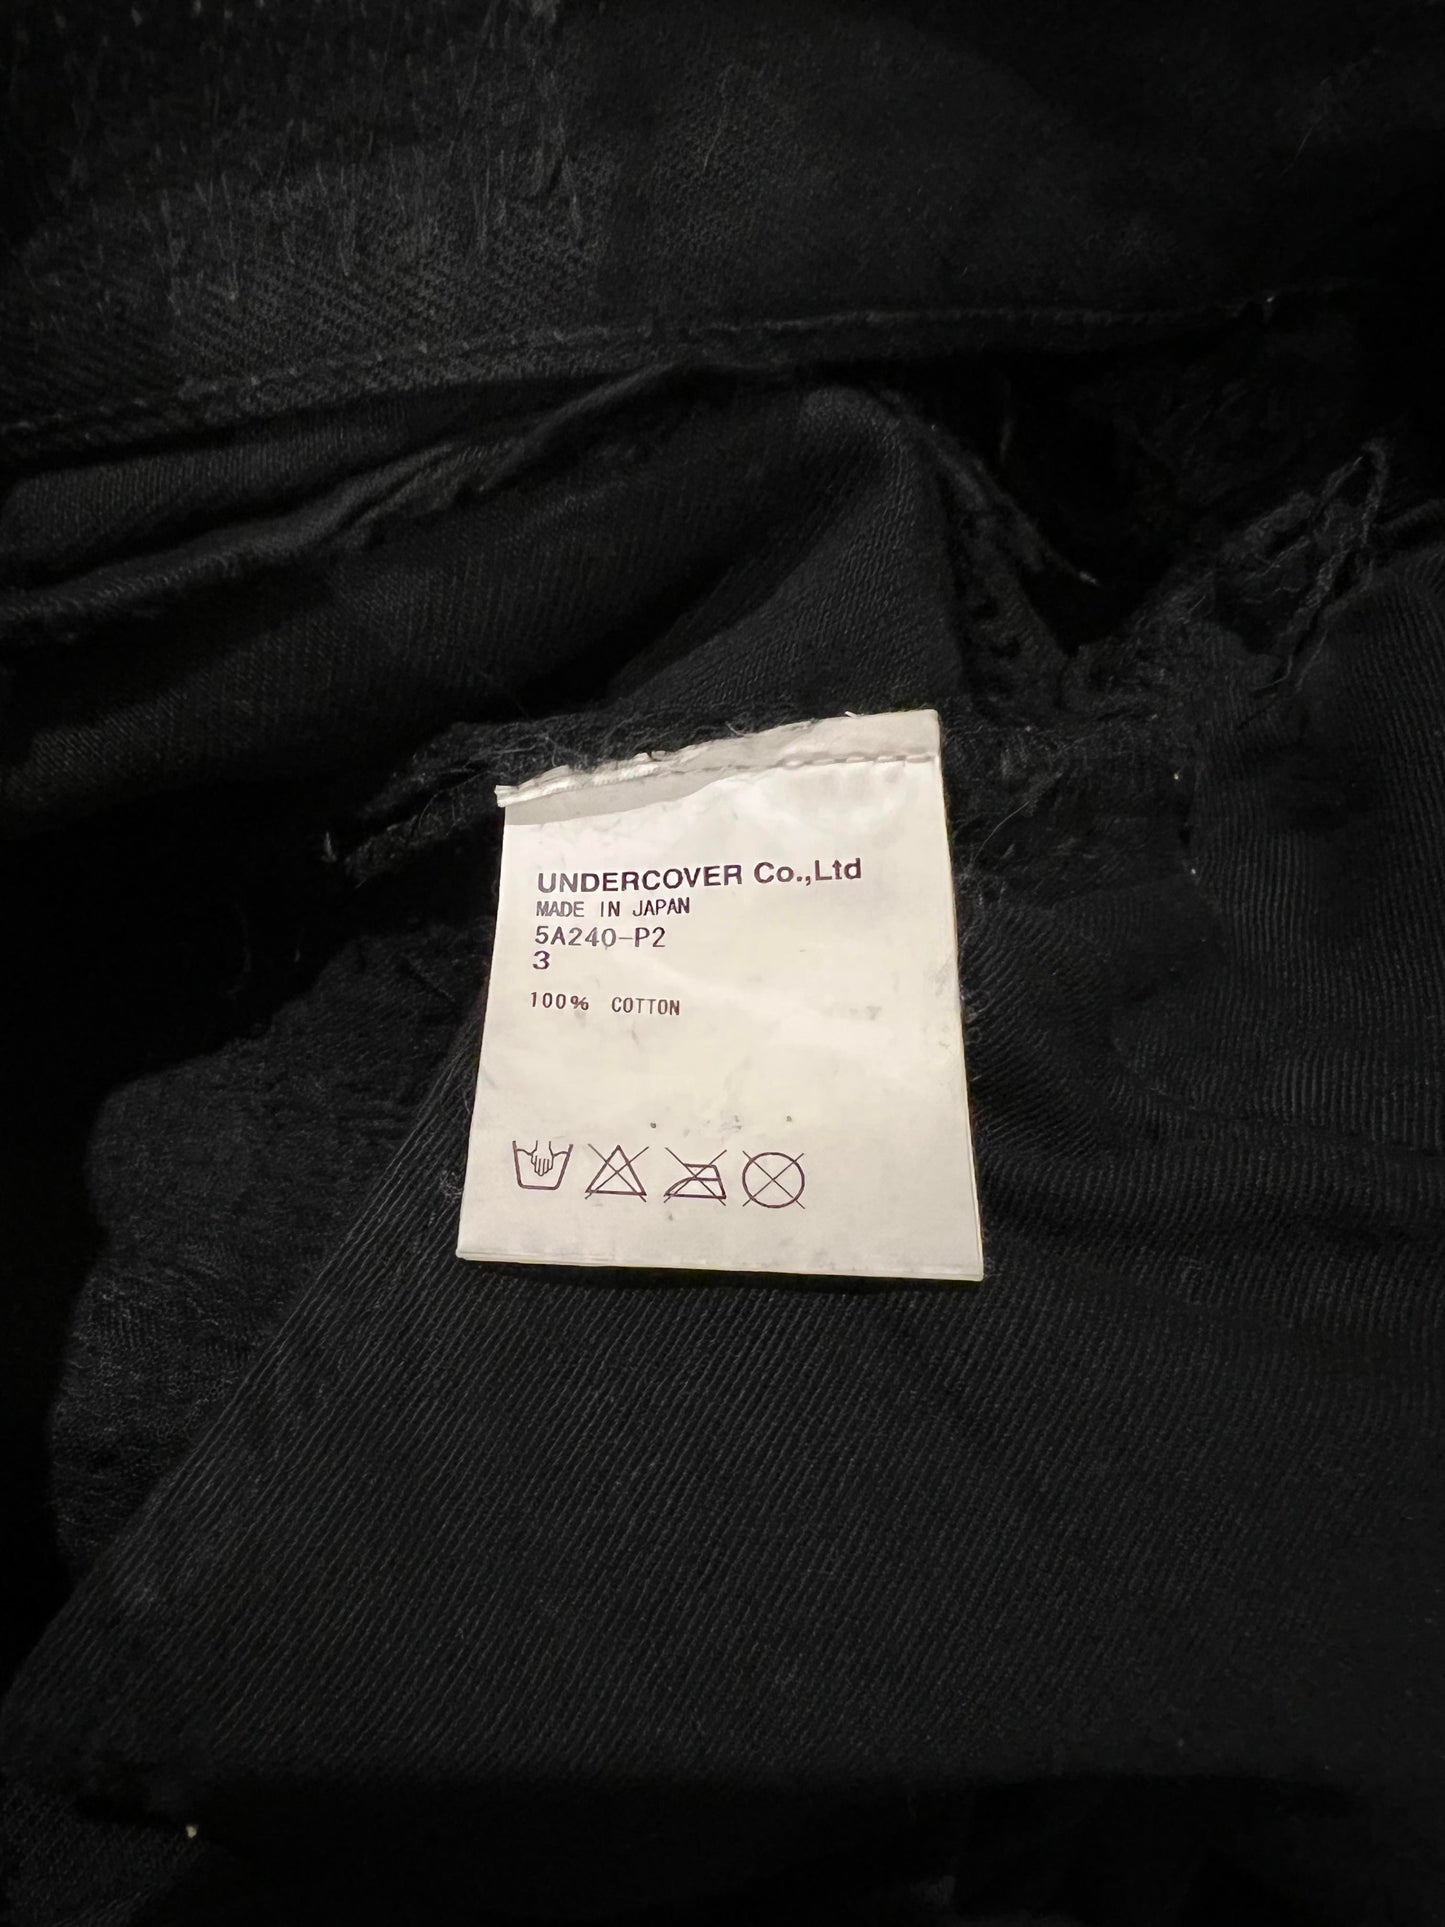 UNDERCOVER Co.,Ltd
MADE IN JAPAN
5A240-P2
3
100% COTTON